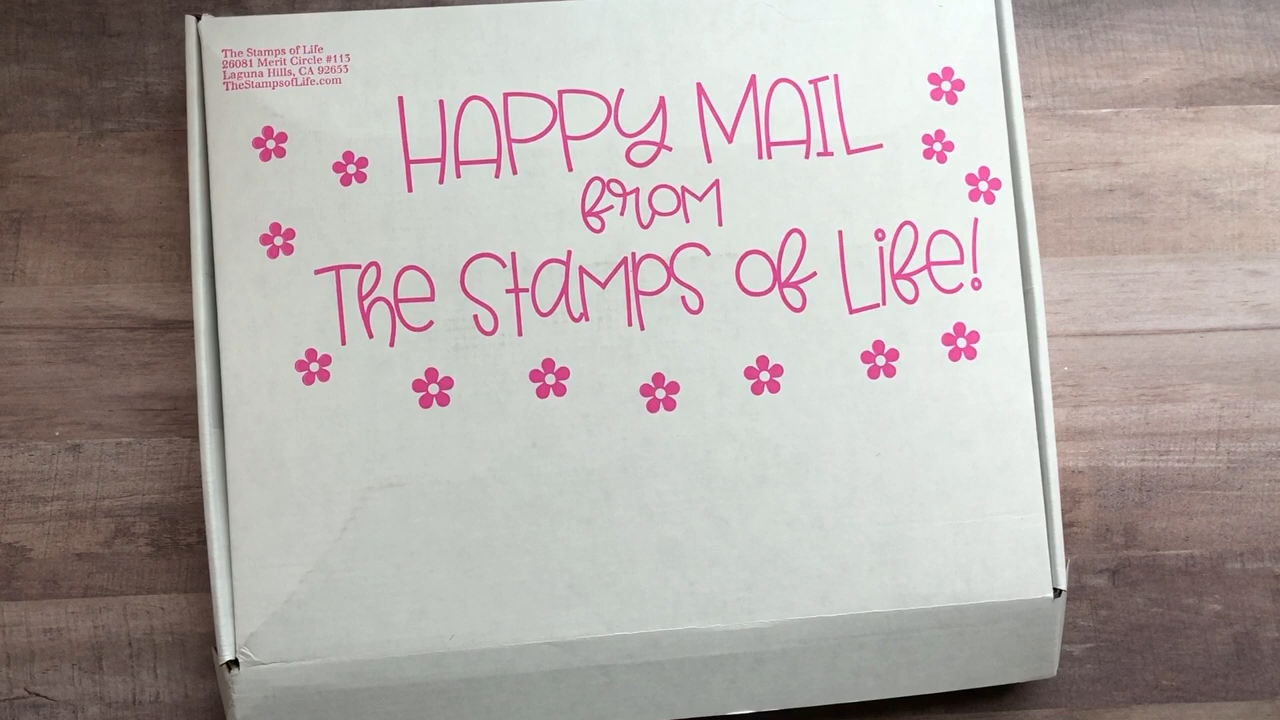 The Stamps of Life
26081 Merit Circle #113
Laguna Hills, CA 92653
TheStampsofLife.com
HAPPY MAIL
from
The Stamps of Life!